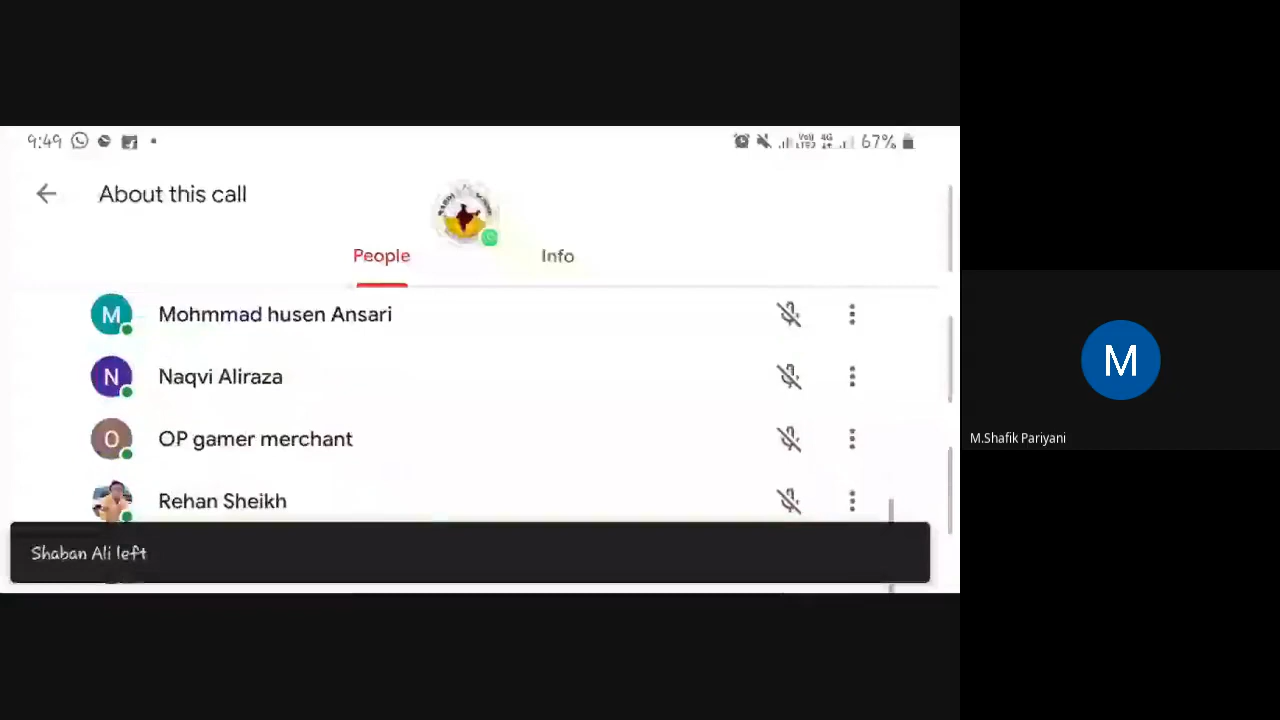 9:49
67%
About this call
People
Info
M
Mohmmad husen Ansari
N
Naqvi Aliraza
O
OP gamer merchant
Rehan Sheikh
Shaban Ali left
M
M.Shafik Pariyani